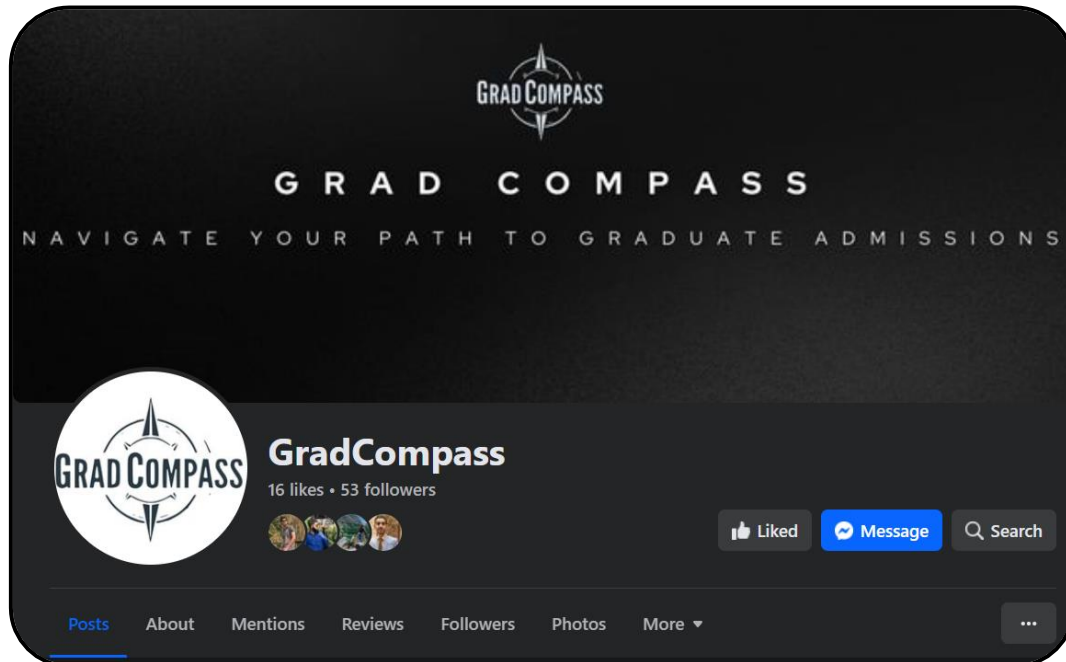 GRAD COMPASS
GRAD COMPASS
NAVIGATE YOUR PATH TO GRADUATE ADMISSIONS
GRAD COMPASS
GradCompass
16 likes • 53 followers
Liked
Message
Search
Posts
About
Mentions
Reviews
Followers
Photos
More